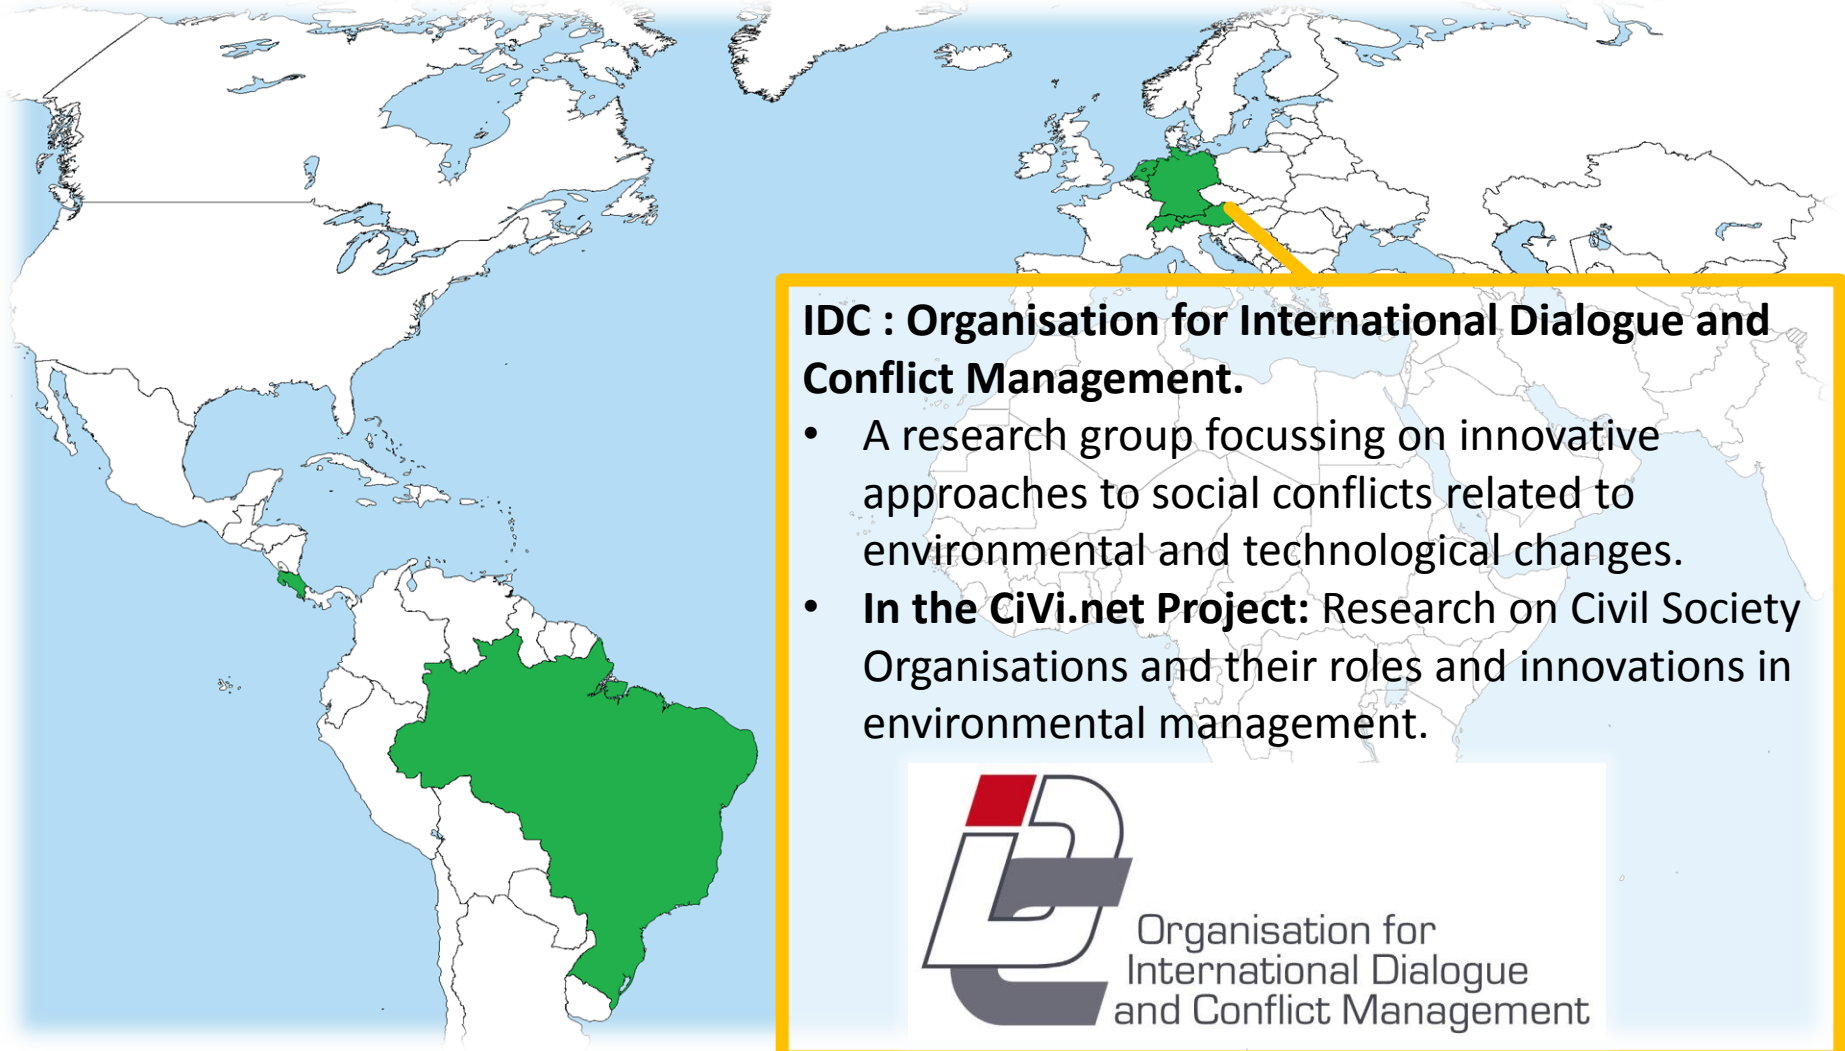 IDC : Organisation for International Dialogue and
Conflict Management.
• A research group focussing on innovative
approaches to social conflicts related to
environmental and technological changes.
• In the CiVi.net Project: Research on Civil Society
Organisations and their roles and innovations in
environmental management.
IDC
Organisation for
International Dialogue
and Conflict Management